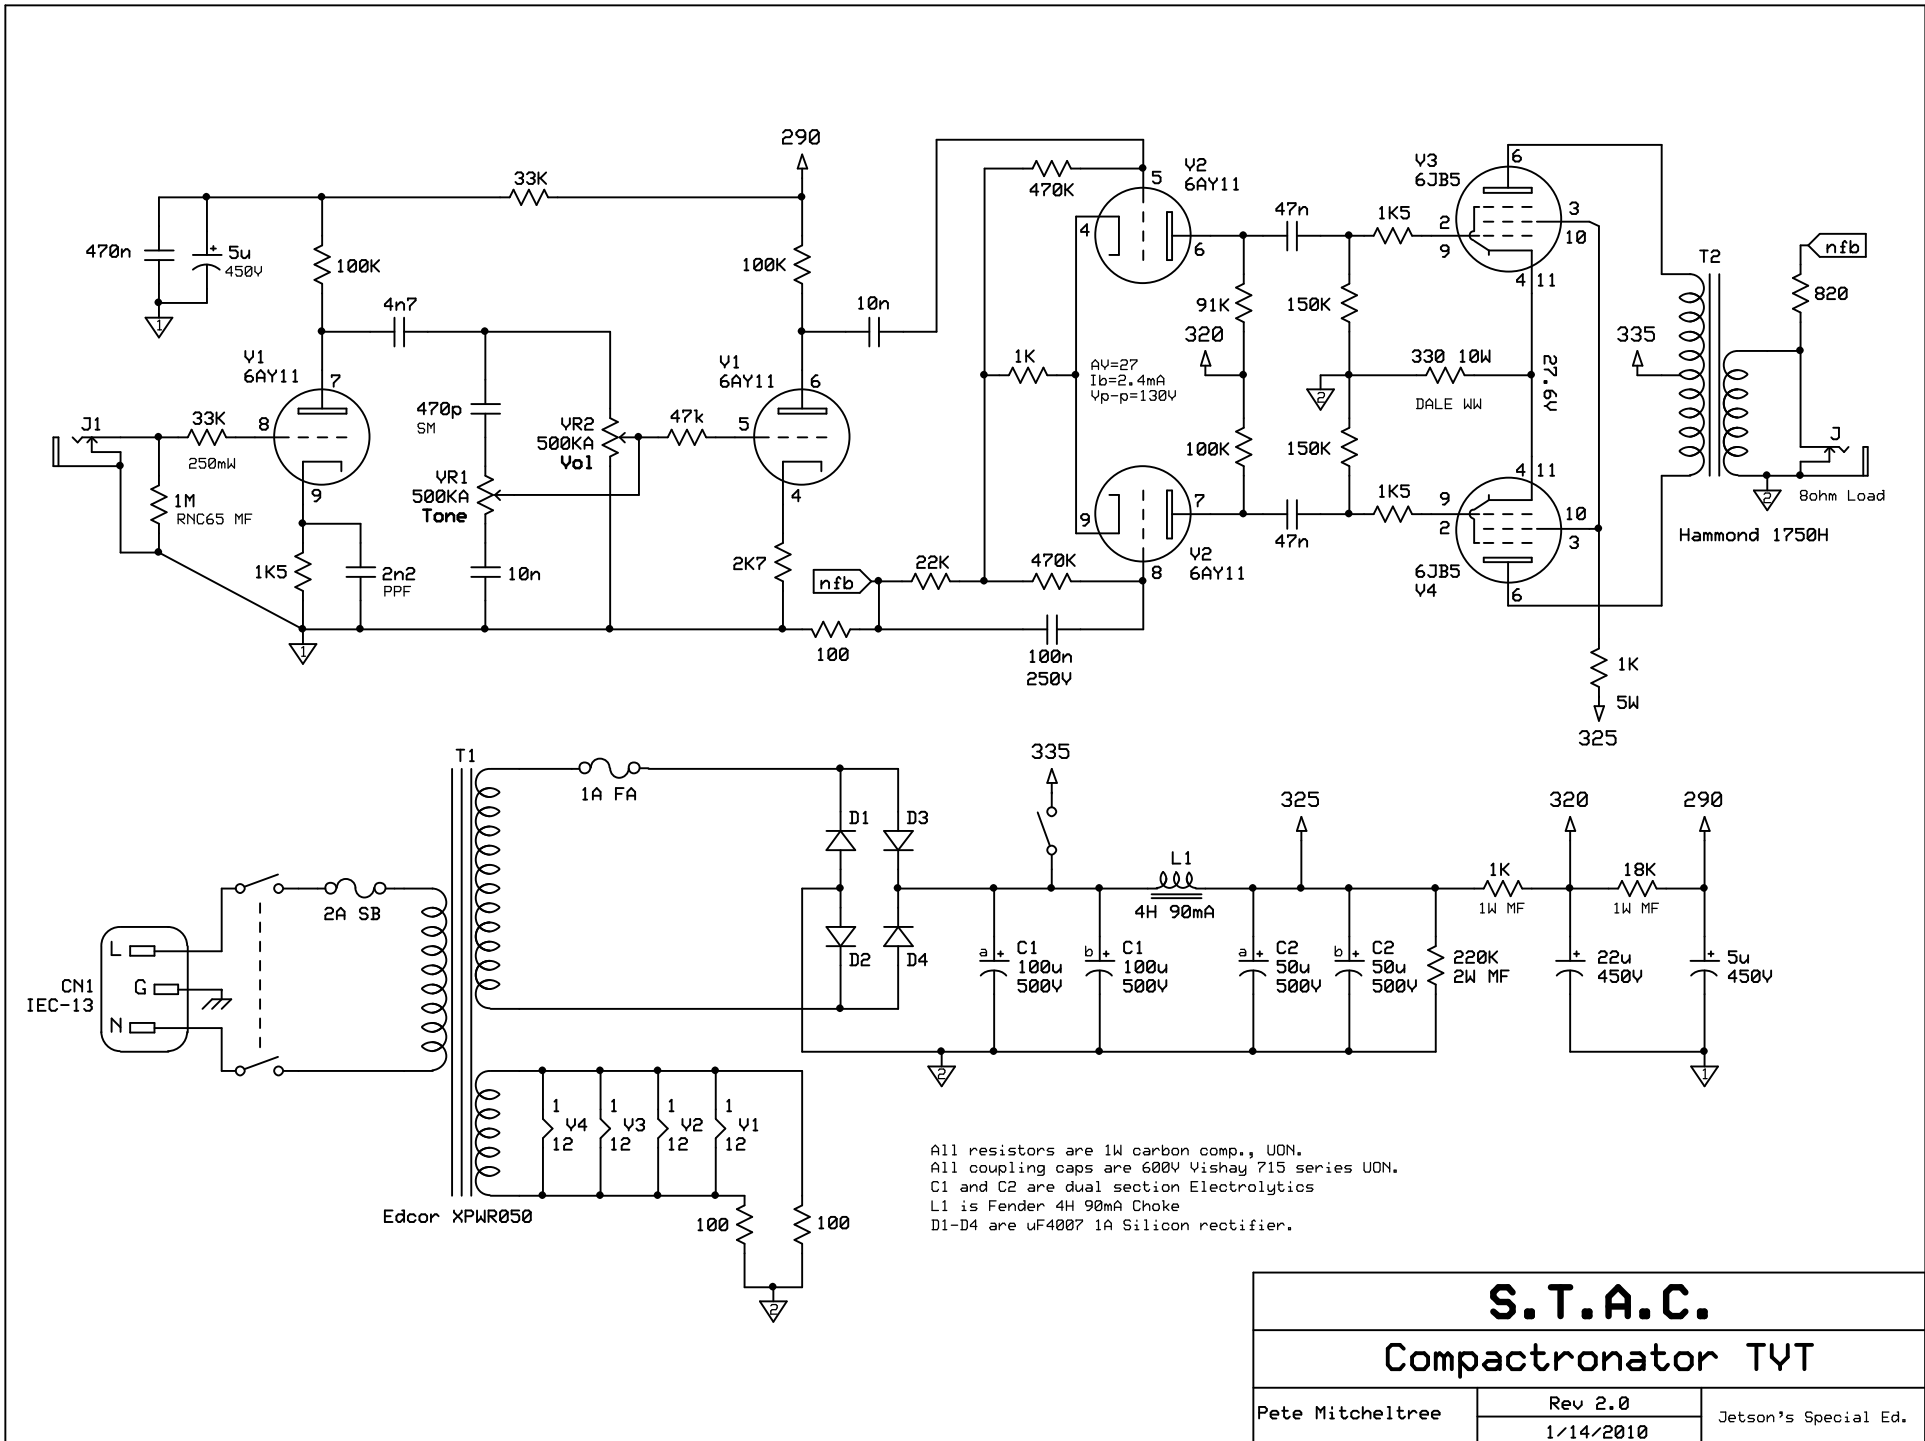 290
33K
470n
5u
450V
100K
100K
4n7
10n
1
V1
6AY11
7
8
9
V1
6AY11
6
5
4
J1
33K
250mW
1M
RNC65 MF
470p
SM
VR2
500KA
Vol
VR1
500KA
Tone
47k
1K5
2n2
PPF
10n
2K7
1
nfb
22K
470K
100
100n
250V
470K
V2
6AY11
5
4
6
1K
AV=27
Ib=2.4mA
Vp-p=130V
91K
320
100K
9
7
8
V2
6AY11
47n
47n
150K
150K
1K5
1K5
2
330 10W
DALE WW
27.6V
V3
6JB5
6
2
9
3
10
4
11
4
11
9
2
10
3
6
6JB5
V4
1K
5W
325
T2
335
nfb
820
J
2
8ohm Load
Hammond 1750H
T1
1A FA
2A SB
L
G
N
CN1
IEC-13
D1
D3
D2
D4
335
L1
4H 90mA
325
320
290
1K
1W MF
18K
1W MF
a
+
C1
100u
500V
b
+
C1
100u
500V
a
+
C2
50u
500V
b
+
C2
50u
500V
220K
2W MF
+
22u
450V
+
5u
450V
2
1
1
V4
12
1
V3
12
1
V2
12
1
V1
12
Edcor XPWR050
100
100
2
All resistors are 1W carbon comp., UON.
All coupling caps are 600V Vishay 715 series UON.
C1 and C2 are dual section Electrolytics
L1 is Fender 4H 90mA Choke
D1-D4 are uF4007 1A Silicon rectifier.
S.T.A.C.
Compactronator TVT
Pete Mitcheltree
Rev 2.0
1/14/2010
Jetson's Special Ed.